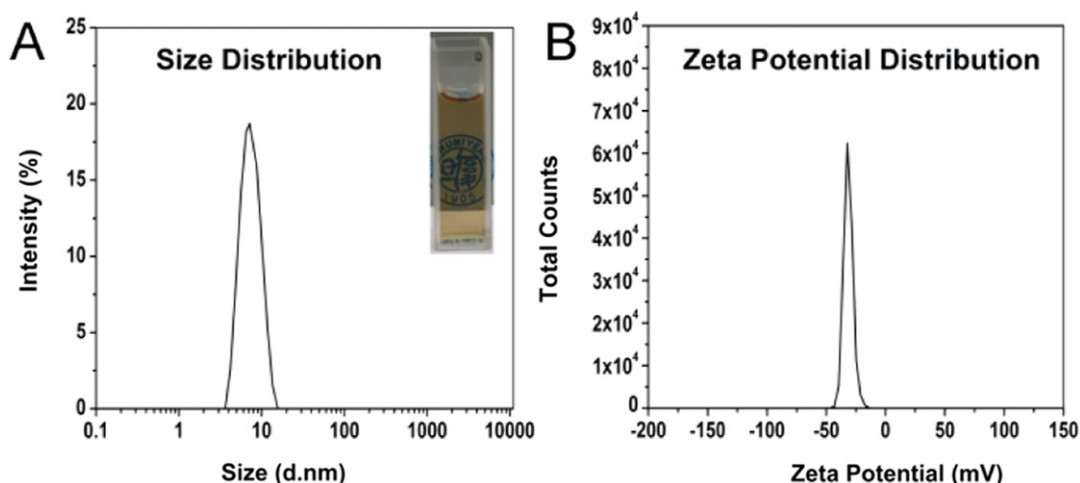 A
Size Distribution
25
20
15
10
5
0
Intensity (%)
0.1 1 10 100 1000 10000
Size (d.nm)
B
Zeta Potential Distribution
9x10⁴
8x10⁴
7x10⁴
6x10⁴
5x10⁴
4x10⁴
3x10⁴
2x10⁴
1x10⁴
0
Total Counts
-200 -150 -100 -50 0 50 100 150
Zeta Potential (mV)